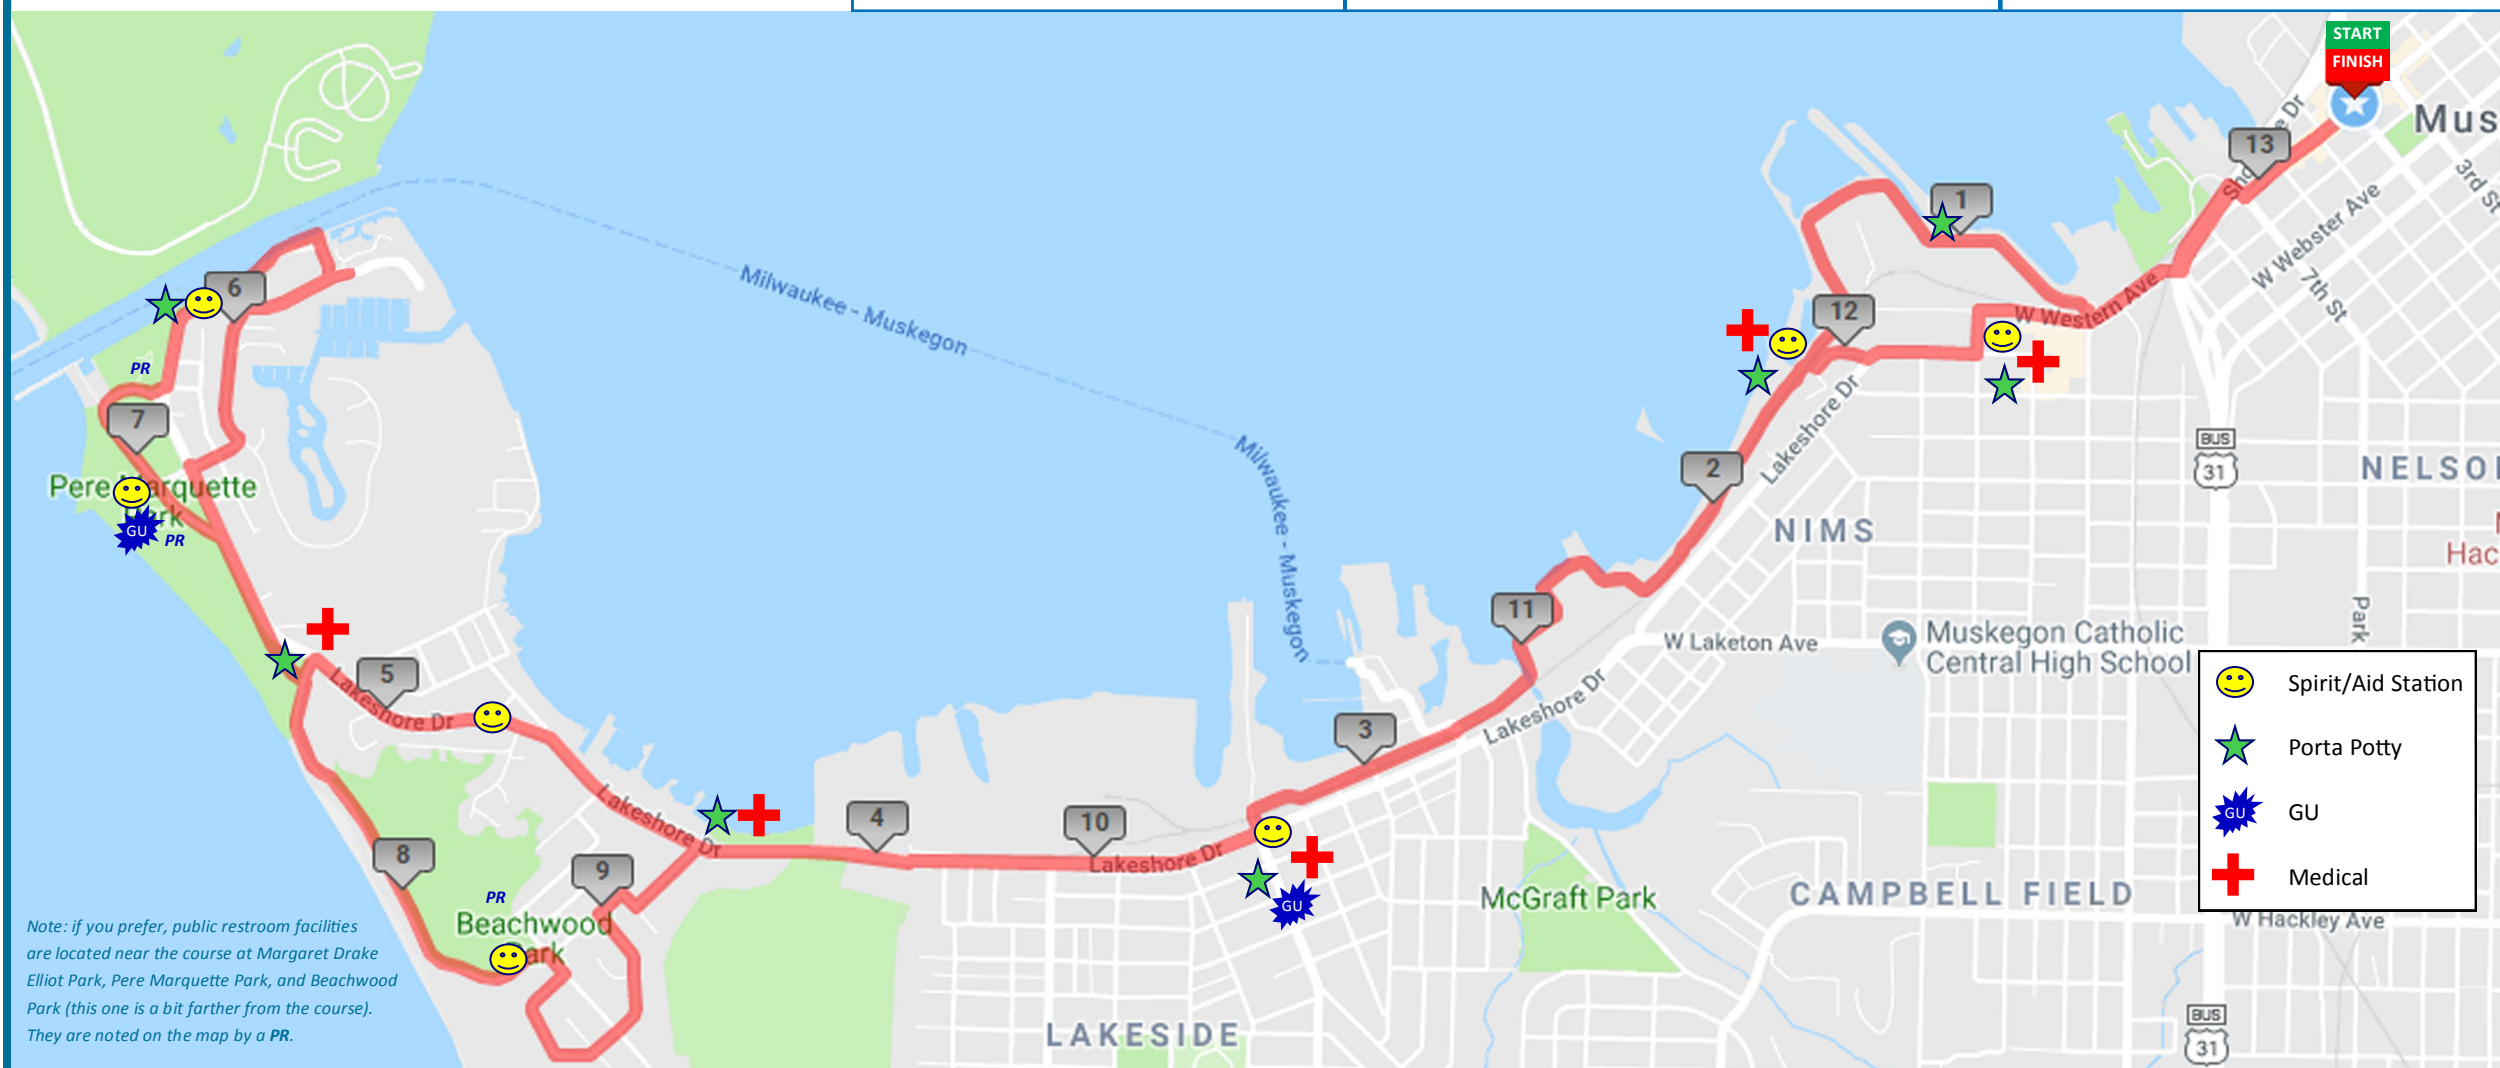 START
FINISH
Mus
13
Sho
e Dr
3rd St
W Webster Ave
7th St
1
W Western Ave
12
Milwaukee - Muskegon
6
PR
7
Pere Marquette
Park
GU
PR
Milwaukee - Muskegon
2
Lakeshore Dr
BUS
31
NELSO
NIMS
Hac
11
W Laketon Ave
Muskegon Catholic
Central High School
Park
5
Lakeshore Dr
3
Lakeshore Dr
Lakeshore Dr
4
10
Lakeshore Dr
8
9
PR
Beachwood
Park
GU
McGraft Park
CAMPBELL FIELD
W Hackley Ave
LAKESIDE
BUS
31
Spirit/Aid Station
Porta Potty
GU
GU
Medical
Note: if you prefer, public restroom facilities
are located near the course at Margaret Drake
Elliot Park, Pere Marquette Park, and Beachwood
Park (this one is a bit farther from the course).
They are noted on the map by a PR.